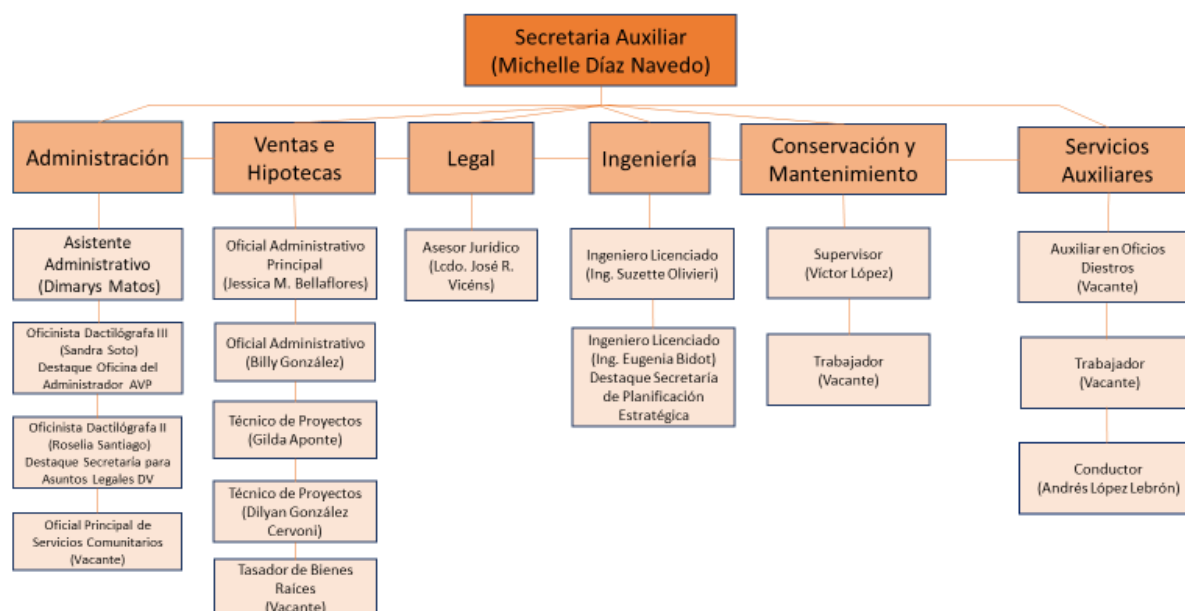 Secretaria Auxiliar
(Michelle Díaz Navedo)
Administración
Ventas e
Hipotecas
Legal
Ingeniería
Conservación y
Mantenimiento
Servicios
Auxiliares
Asistente
Administrativo
(Dimarys Matos)
Oficinista Dactilógrafa III
(Sandra Soto)
Destaque Oficina del
Administrador AVP
Oficinista Dactilógrafa II
(Roselia Santiago)
Destaque Secretaría para
Asuntos Legales DV
Oficial Principal de
Servicios Comunitarios
(Vacante)
Oficial Administrativo
Principal
(Jessica M. Bellaflores)
Oficial Administrativo
(Billy González)
Técnico de Proyectos
(Gilda Aponte)
Técnico de Proyectos
(Dilyan González
Cervoni)
Tasador de Bienes
Raíces
(Vacante)
Asesor Jurídico
(Lcdo. José R.
Vicéns)
Ingeniero Licenciado
(Ing. Suzette Olivieri)
Ingeniero Licenciado
(Ing. Eugenia Bidot)
Destaque Secretaría
de Planificación
Estratégica
Supervisor
(Víctor López)
Trabajador
(Vacante)
Auxiliar en Oficios
Diestros
(Vacante)
Trabajador
(Vacante)
Conductor
(Andrés López Lebrón)